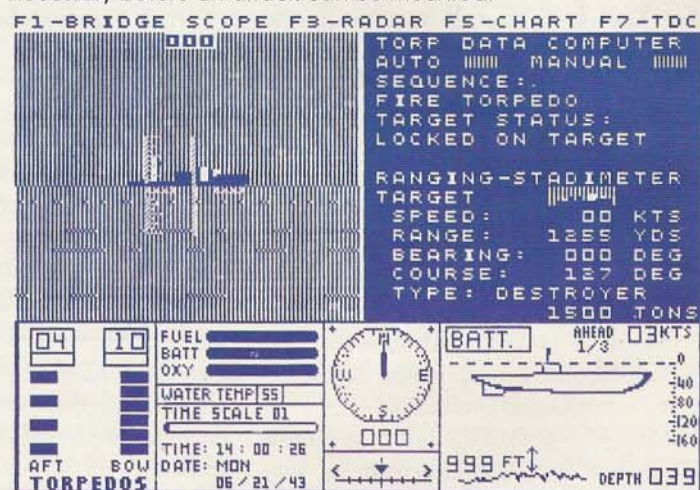 F1-BRIDGE SCOPE F3-RADAR F5-CHART F7-TDC
000
TORP DATA COMPUTER
AUTO MANUAL
SEQUENCE:.
FIRE TORPEDO
TARGET STATUS:
LOCKED ON TARGET
RANGING-STADIMETER
TARGET
SPEED: 00 KTS
RANGE: 1255 YDS
BEARING: 000 DEG
COURSE: 127 DEG
TYPE: DESTROYER
1500 TONS
04 10
AFT BOW
TORPEDOS
FUEL
BATT
OXY
WATER TEMP 55
TIME SCALE 01
TIME: 14 : 00 : 26
DATE: MON
06 / 21 / 43
N
W E
S
000
BATT. AHEAD 1/3 03KTS
0
40
80
120
160
999 FT
DEPTH 039